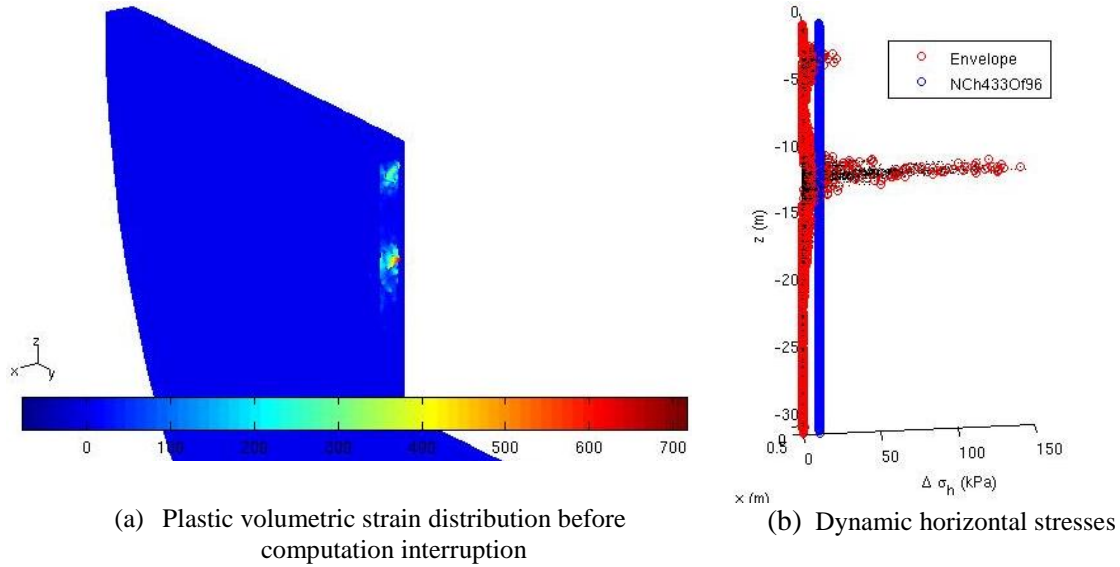 z
x
y
0 100 200 300 400 500 600 700
(a) Plastic volumetric strain distribution before
computation interruption
0
-5
-10
-15
-20
-25
-30
0.5
0 50 100 150
z (m)
Δ σh (kPa)
x (m)
Envelope
NCh433Of96
(b) Dynamic horizontal stresses